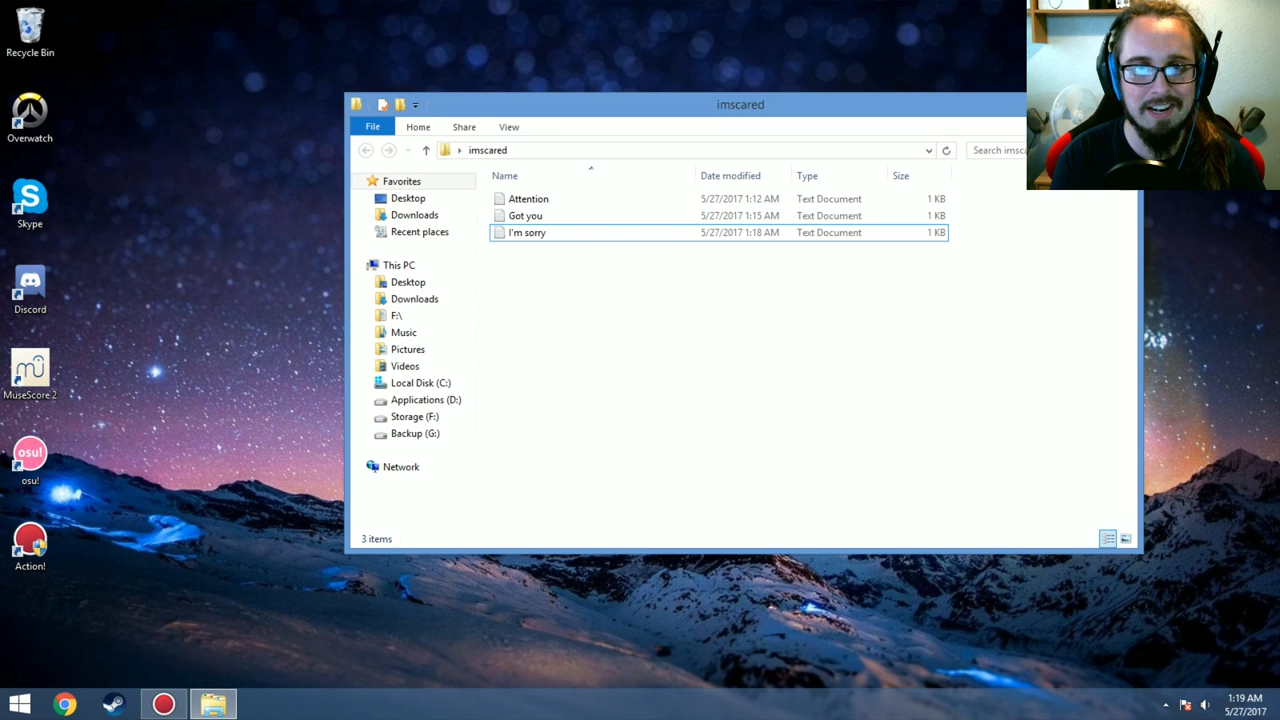 Recycle Bin
Overwatch
Skype
Discord
MuseScore 2
osu!
osu!
Action!
imscared
File Home Share View
imscared
Search imsc
Name Date modified Type Size
Attention 5/27/2017 1:12 AM Text Document 1 KB
Got you 5/27/2017 1:15 AM Text Document 1 KB
I'm sorry 5/27/2017 1:18 AM Text Document 1 KB
Favorites
Desktop
Downloads
Recent places
This PC
Desktop
Downloads
F:\
Music
Pictures
Videos
Local Disk (C:)
Applications (D:)
Storage (F:)
Backup (G:)
Network
3 items
1:19 AM
5/27/2017